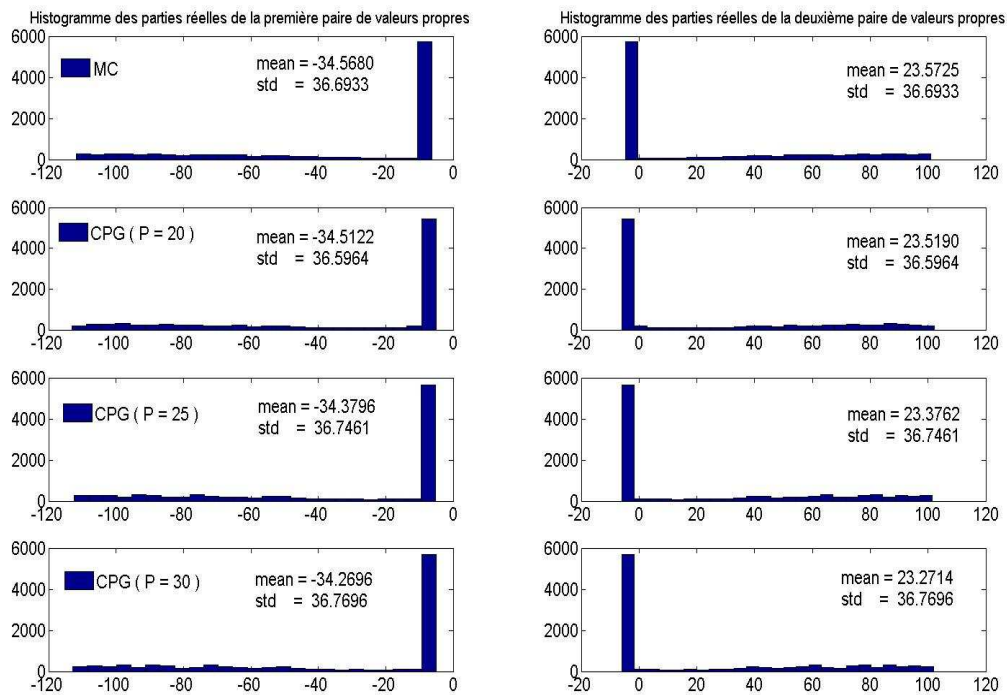 Histogramme des parties réelles de la première paire de valeurs propres
6000
4000
2000
0
MC
mean = -34.5680
std = 36.6933
-120 -100 -80 -60 -40 -20 0
6000
4000
2000
0
CPG ( P = 20 )
mean = -34.5122
std = 36.5964
-120 -100 -80 -60 -40 -20 0
6000
4000
2000
0
CPG ( P = 25 )
mean = -34.3796
std = 36.7461
-120 -100 -80 -60 -40 -20 0
6000
4000
2000
0
CPG ( P = 30 )
mean = -34.2696
std = 36.7696
-120 -100 -80 -60 -40 -20 0
Histogramme des parties réelles de la deuxième paire de valeurs propres
6000
4000
2000
0
mean = 23.5725
std = 36.6933
-20 0 20 40 60 80 100 120
6000
4000
2000
0
mean = 23.5190
std = 36.5964
-20 0 20 40 60 80 100 120
6000
4000
2000
0
mean = 23.3762
std = 36.7461
-20 0 20 40 60 80 100 120
6000
4000
2000
0
mean = 23.2714
std = 36.7696
-20 0 20 40 60 80 100 120